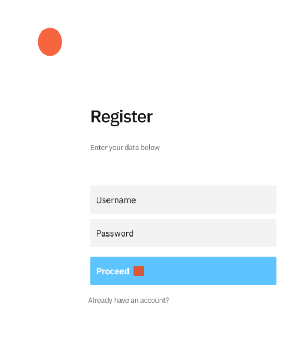 Register
Enter your data below
Username
Password
Proceed
Already have an account?